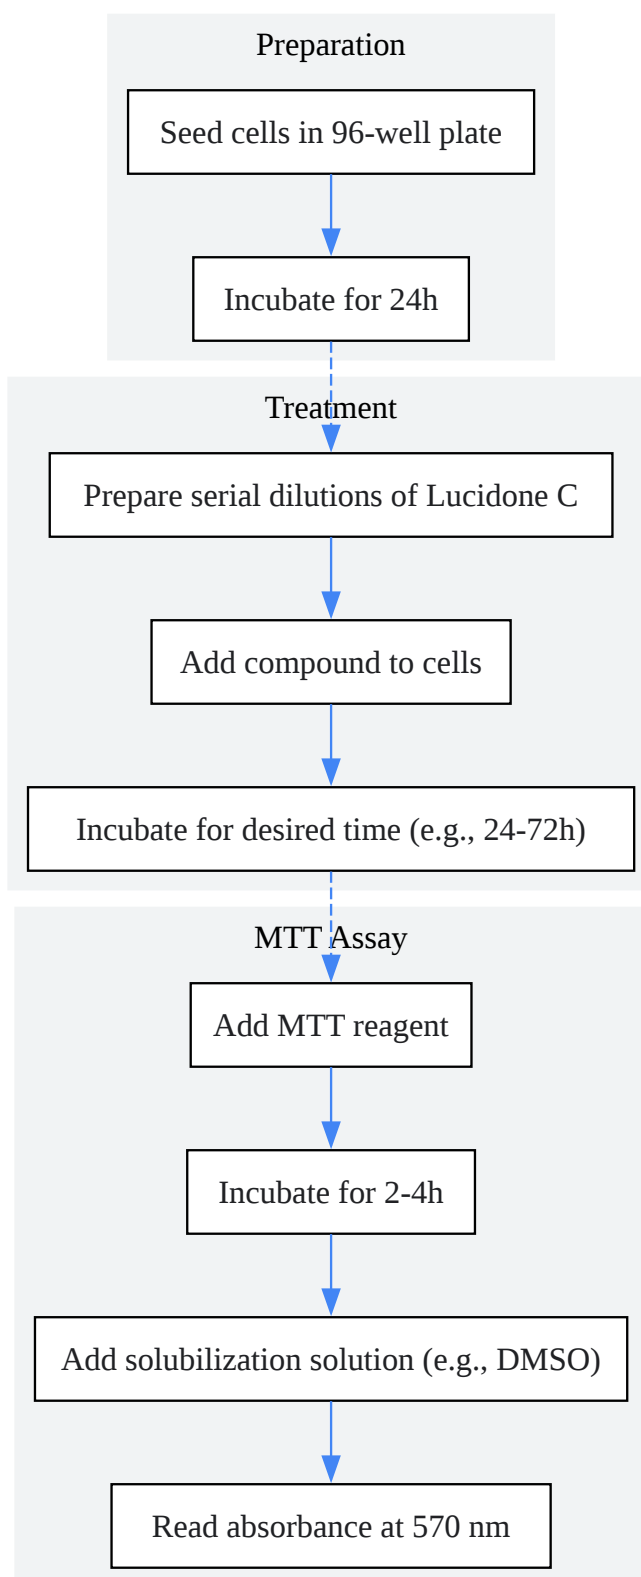 Preparation
Seed cells in 96-well plate
Incubate for 24h
Treatment
Prepare serial dilutions of Lucidone C
Add compound to cells
Incubate for desired time (e.g., 24-72h)
MTT Assay
Add MTT reagent
Incubate for 2-4h
Add solubilization solution (e.g., DMSO)
Read absorbance at 570 nm